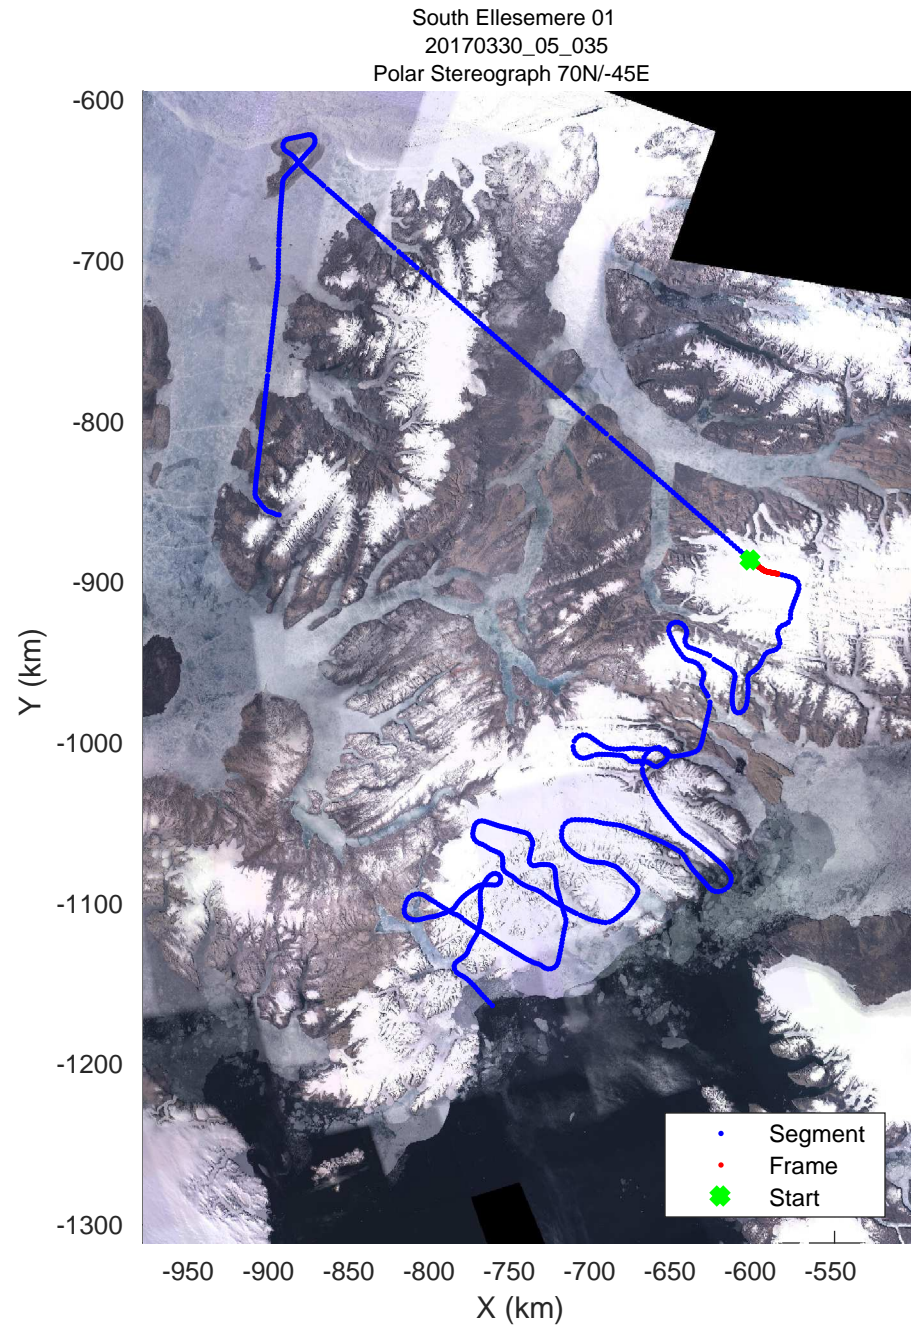 South Ellesemere 01
20170330_05_035
Polar Stereograph 70N/-45E
-600
-700
-800
-900
-1000
-1100
-1200
-1300
Y (km)
Segment
Frame
Start
-950 -900 -850 -800 -750 -700 -650 -600 -550
X (km)